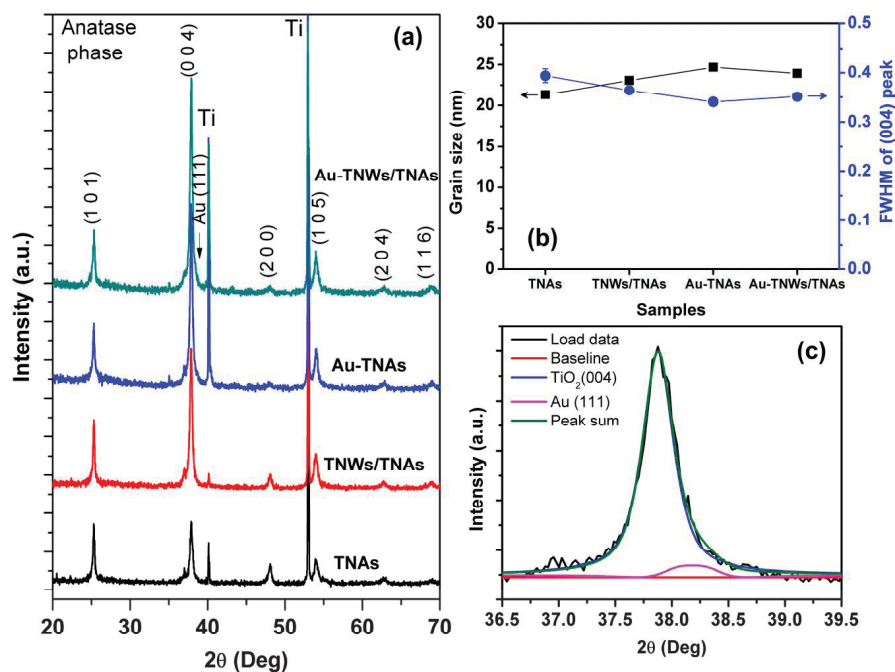 Anatase
phase
(a)
(0 0 4)
Ti
Ti
Au (111)
Au-TNWs/TNAs
(1 0 1)
(2 0 0)
(1 0 5)
(2 0 4)
(1 1 6)
Au-TNAs
TNWs/TNAs
TNAs
Intensity (a.u.)
20 30 40 50 60 70
2θ (Deg)
30
25
20
15
10
5
0
Grain size (nm)
(b)
0.5
0.4
0.3
0.2
0.1
0.0
FWHM of (004) peak
TNAs TNWs/TNAs Au-TNAs Au-TNWs/TNAs
Samples
(c)
Load data
Baseline
TiO₂(004)
Au (111)
Peak sum
Intensity (a.u.)
36.5 37.0 37.5 38.0 38.5 39.0 39.5
2θ (Deg)